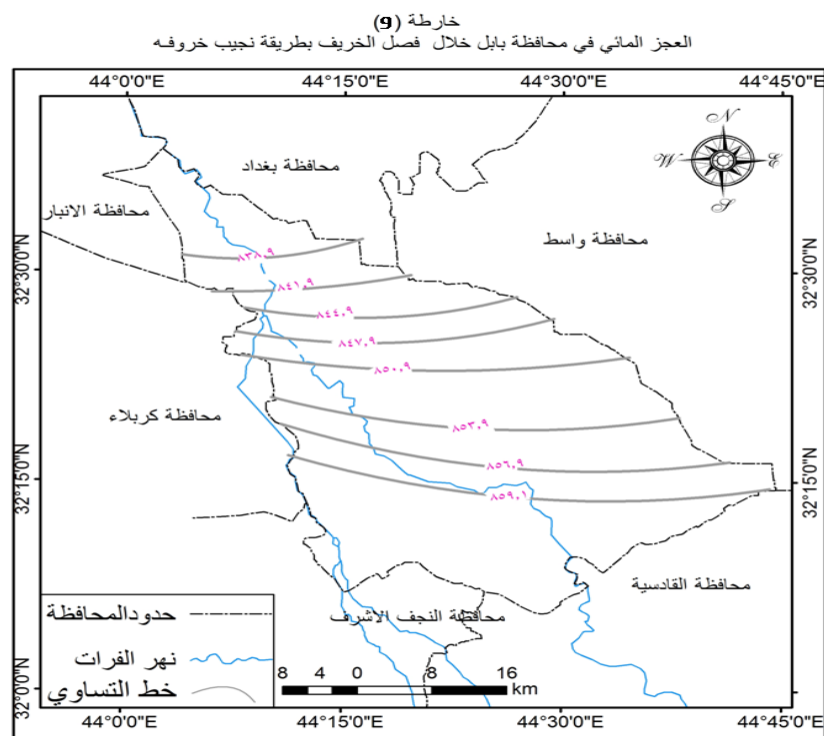 خارطة (9)
العجز المائي في محافظة بابل خلال فصل الخريف بطريقة نجيب خروفه
44°0'0"E 44°15'0"E 44°30'0"E 44°45'0"E
N
W E
S
محافظة بغداد
محافظة الانبار
محافظة واسط
32°30'0"N 32°30'0"N
٨٣٨.٩
٨٤١.٩
٨٤٤.٩
٨٤٧.٩
٨٥٠.٩
محافظة كربلاء
٨٥٣.٩
٨٥٦.٩
32°15'0"N 32°15'0"N
٨٥٩.١
محافظة القادسية
محافظة النجف الاشرف
حدودالمحافظة
نهر الفرات
خط التساوي
8 4 0 8 16
km
32°0'0"N 32°0'0"N
44°0'0"E 44°15'0"E 44°30'0"E 44°45'0"E